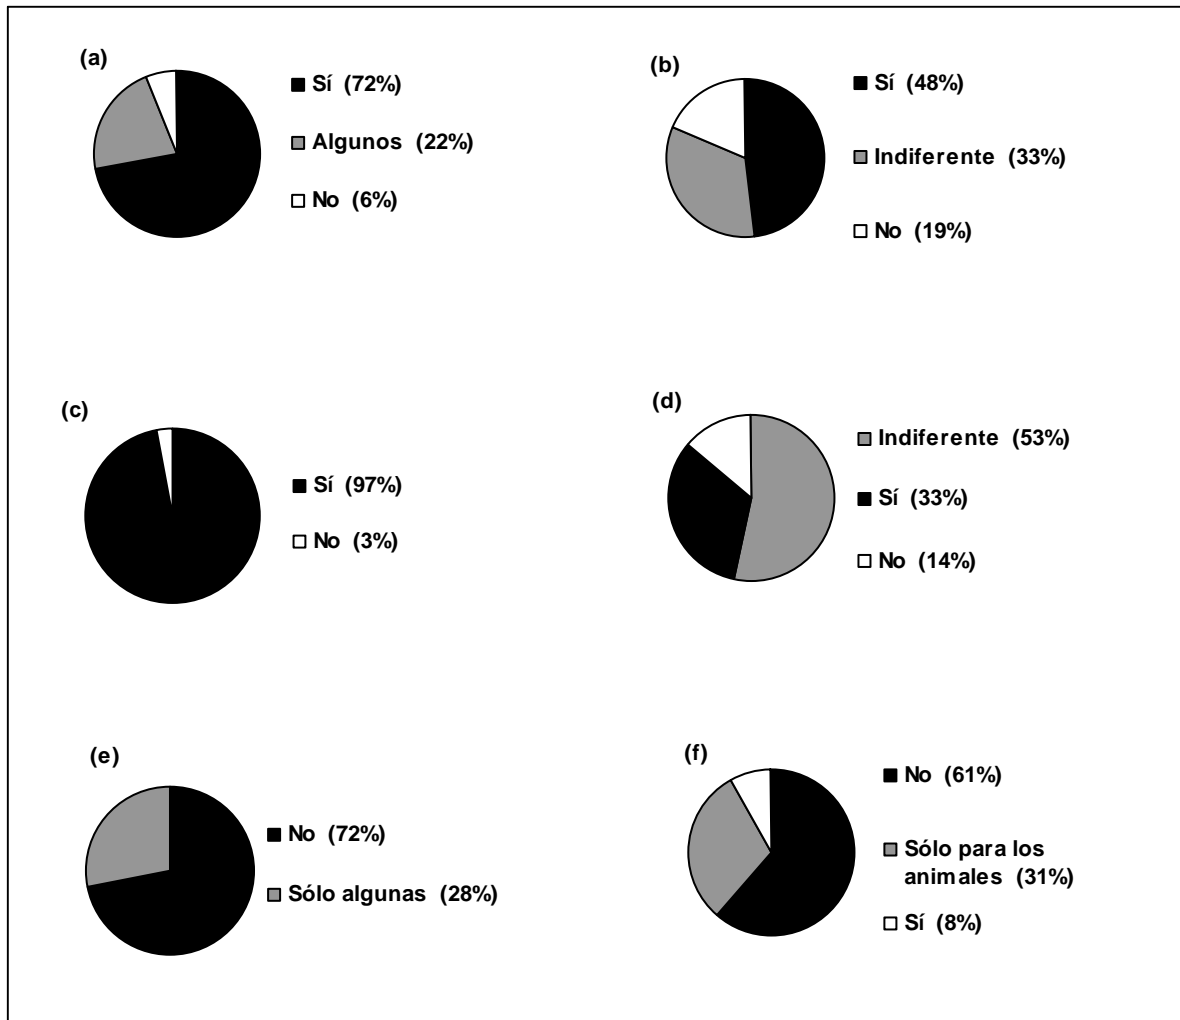 (a)
Sí (72%)
Algunos (22%)
No (6%)
(b)
Sí (48%)
Indiferente (33%)
No (19%)
(c)
Sí (97%)
No (3%)
(d)
Indiferente (53%)
Sí (33%)
No (14%)
(e)
No (72%)
Sólo algunas (28%)
(f)
No (61%)
Sólo para los
animales (31%)
Sí (8%)